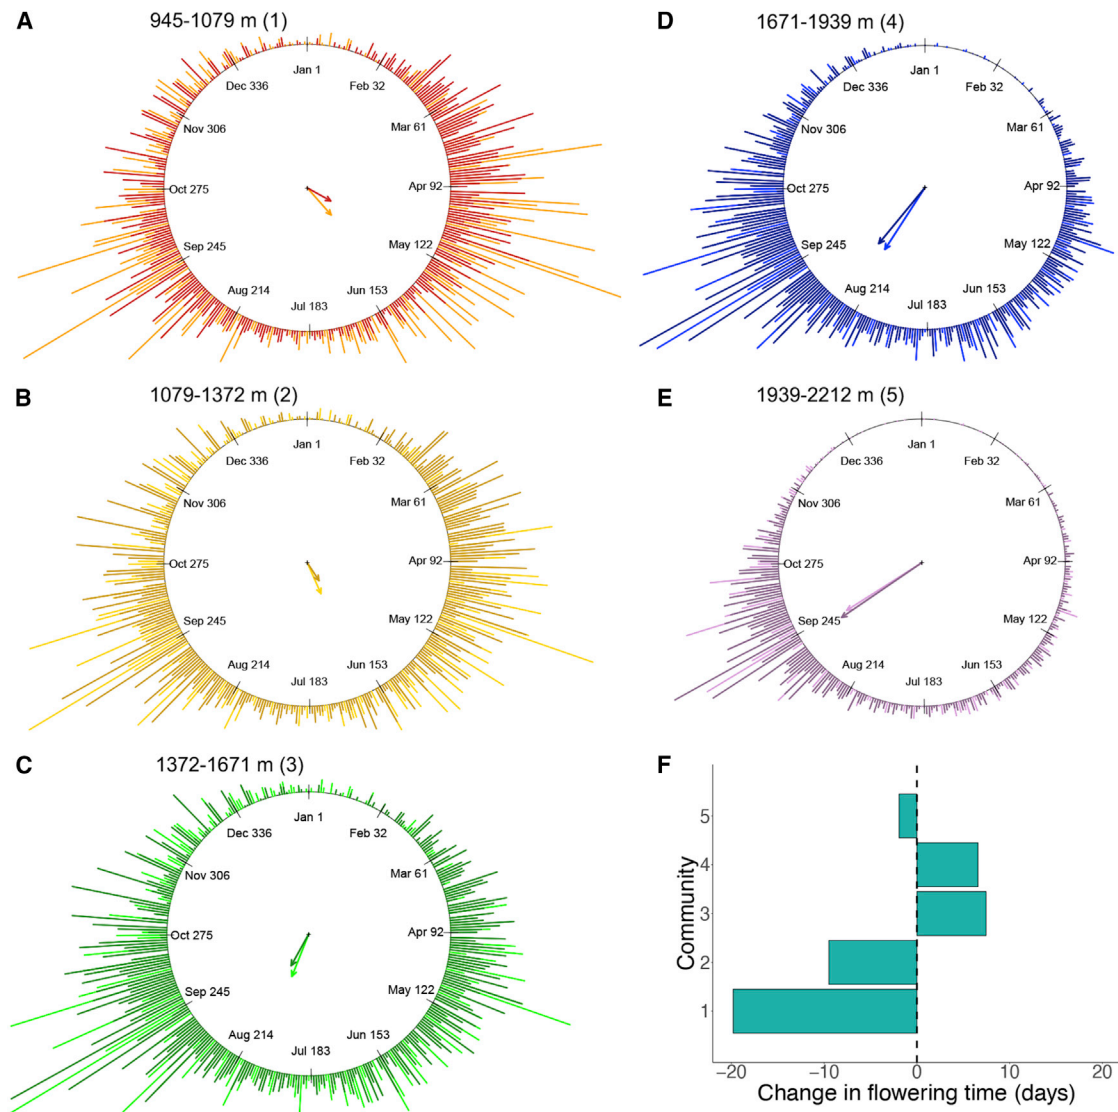 A
945-1079 m (1)
Jan 1
Feb 32
Mar 61
Apr 92
May 122
Jun 153
Jul 183
Aug 214
Sep 245
Oct 275
Nov 306
Dec 336
B
1079-1372 m (2)
Jan 1
Feb 32
Mar 61
Apr 92
May 122
Jun 153
Jul 183
Aug 214
Sep 245
Oct 275
Nov 306
Dec 336
C
1372-1671 m (3)
Jan 1
Feb 32
Mar 61
Apr 92
May 122
Jun 153
Jul 183
Aug 214
Sep 245
Oct 275
Nov 306
Dec 336
D
1671-1939 m (4)
Jan 1
Feb 32
Mar 61
Apr 92
May 122
Jun 153
Jul 183
Aug 214
Sep 245
Oct 275
Nov 306
Dec 336
E
1939-2212 m (5)
Jan 1
Feb 32
Mar 61
Apr 92
May 122
Jun 153
Jul 183
Aug 214
Sep 245
Oct 275
Nov 306
Dec 336
F
Community
5
4
3
2
1
−20
−10
0
10
20
Change in flowering time (days)